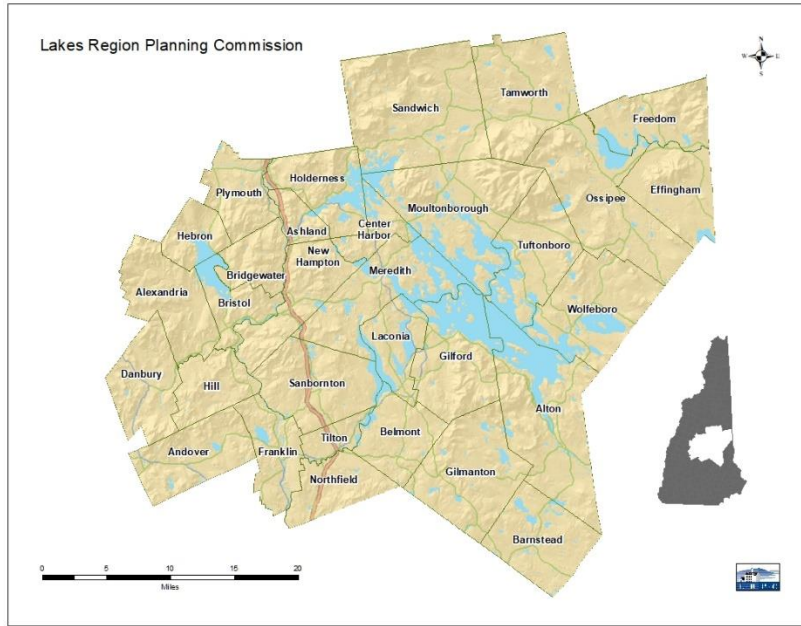 Lakes Region Planning Commission
N
W
E
S
Tamworth
Sandwich
Freedom
Holderness
Plymouth
Effingham
Ossipee
Moultonborough
Center
Harbor
Ashland
Hebron
New
Hampton
Tuftonboro
Bridgewater
Meredith
Alexandria
Bristol
Wolfeboro
Laconia
Gilford
Danbury
Hill
Sanbornton
Alton
Belmont
Tilton
Andover
Franklin
Gilmanton
Northfield
Barnstead
0 5 10 15 20
Miles
L R P C